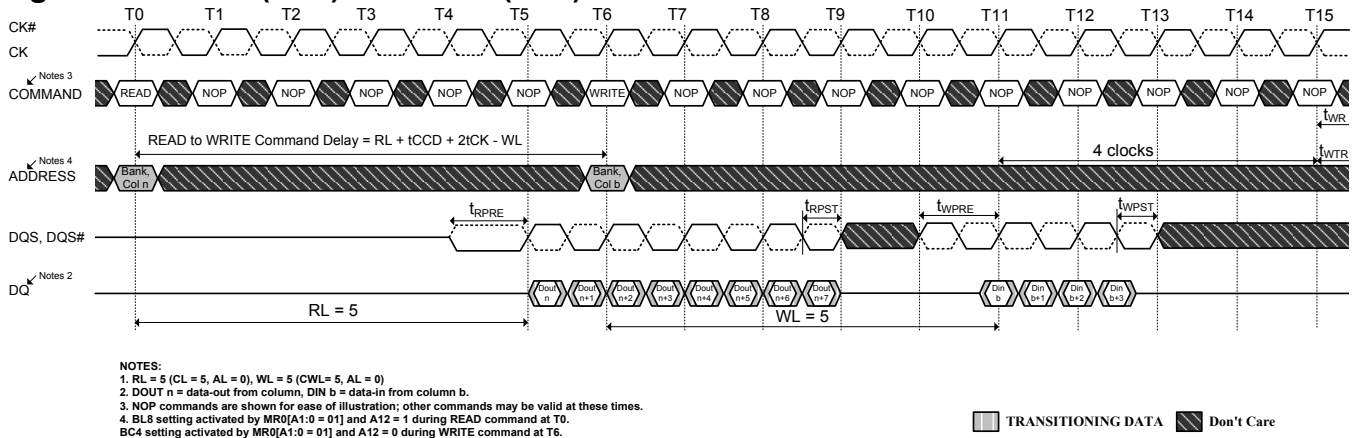 T0 T1 T2 T3 T4 T5 T6 T7 T8 T9 T10 T11 T12 T13 T14 T15
CK#
CK
Notes 3
COMMAND READ NOP NOP NOP NOP NOP WRITE NOP NOP NOP NOP NOP NOP NOP NOP NOP
tWR
READ to WRITE Command Delay = RL + tCCD + 2tCK - WL
4 clocks tWTR
Notes 4
ADDRESS Bank, Col n Bank, Col b
tRPRE tRPST tWPRE tWPST
DQS, DQS#
Notes 2
DQ Dout n Dout n+1 Dout n+2 Dout n+3 Dout n+4 Dout n+5 Dout n+6 Dout n+7 Din b Din b+1 Din b+2 Din b+3
RL = 5 WL = 5
NOTES:
1. RL = 5 (CL = 5, AL = 0), WL = 5 (CWL= 5, AL = 0)
2. DOUT n = data-out from column, DIN b = data-in from column b.
3. NOP commands are shown for ease of illustration; other commands may be valid at these times.
4. BL8 setting activated by MR0[A1:0 = 01] and A12 = 1 during READ command at T0.
BC4 setting activated by MR0[A1:0 = 01] and A12 = 0 during WRITE command at T6.
TRANSITIONING DATA Don't Care